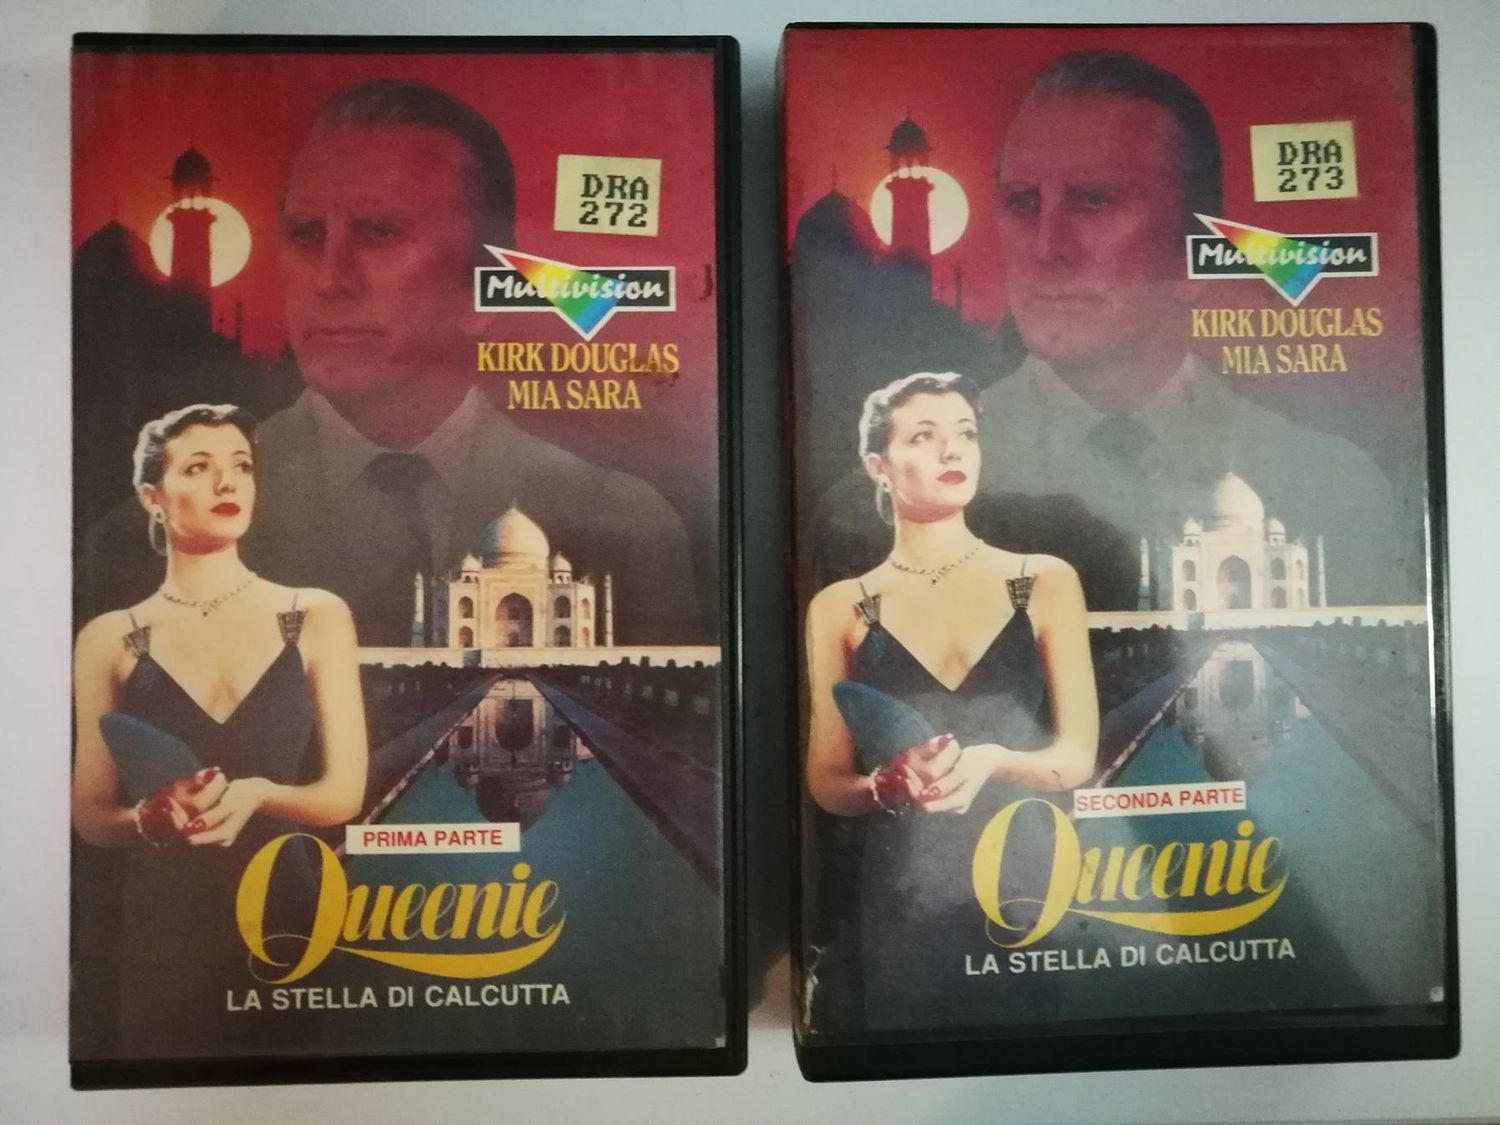 DRA
272
Multivision
KIRK DOUGLAS
MIA SARA
PRIMA PARTE
Queenie
LA STELLA DI CALCUTTA
DRA
273
Multivision
KIRK DOUGLAS
MIA SARA
SECONDA PARTE
Queenie
LA STELLA DI CALCUTTA